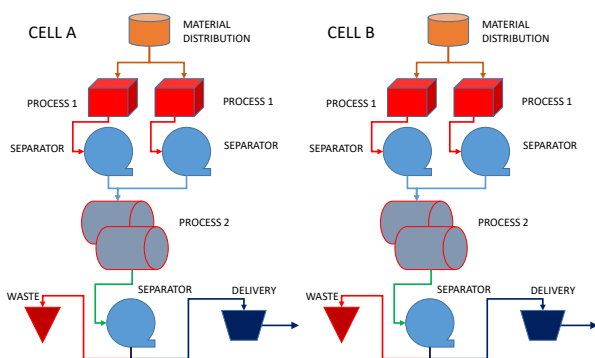 CELL A
MATERIAL
DISTRIBUTION
PROCESS 1
PROCESS 1
SEPARATOR
SEPARATOR
PROCESS 2
WASTE
SEPARATOR
DELIVERY
CELL B
MATERIAL
DISTRIBUTION
PROCESS 1
PROCESS 1
SEPARATOR
SEPARATOR
PROCESS 2
WASTE
SEPARATOR
DELIVERY